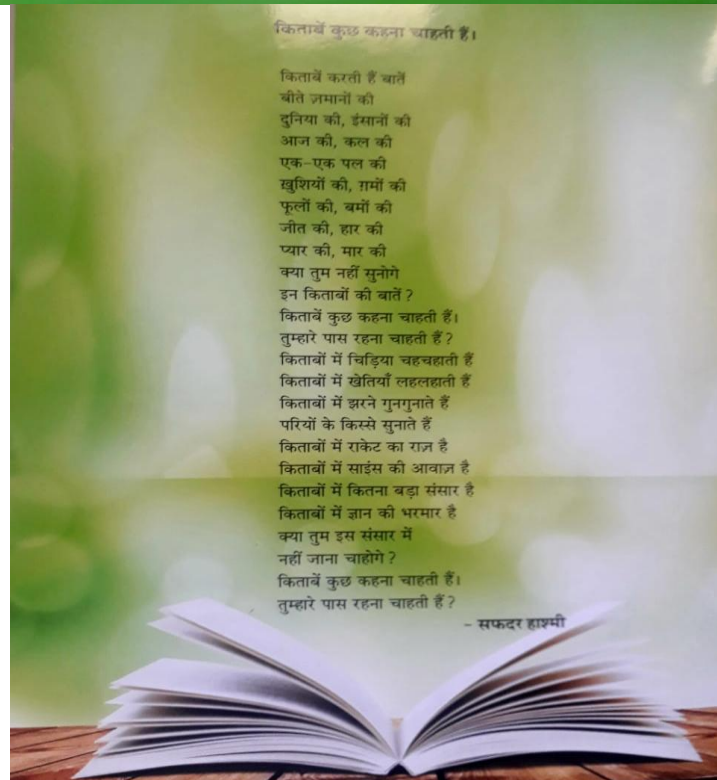 किताबें कुछ कहना चाहती हैं।
किताबें करती हैं बातें
बीते ज़मानों की
दुनिया की, इंसानों की
आज की, कल की
एक-एक पल की
ख़ुशियों की, ग़मों की
फूलों की, बमों की
जीत की, हार की
प्यार की, मार की
क्या तुम नहीं सुनोगे
इन किताबों की बातें ?
किताबें कुछ कहना चाहती हैं।
तुम्हारे पास रहना चाहती हैं ?
किताबों में चिड़िया चहचहाती हैं
किताबों में खेतियाँ लहलहाती हैं
किताबों में झरने गुनगुनाते हैं
परियों के किस्से सुनाते हैं
किताबों में राकेट का राज़ है
किताबों में साइंस की आवाज़ है
किताबों में कितना बड़ा संसार है
किताबों में ज्ञान की भरमार है
क्या तुम इस संसार में
नहीं जाना चाहोगे ?
किताबें कुछ कहना चाहती हैं।
तुम्हारे पास रहना चाहती हैं ?
- सफदर हाश्मी